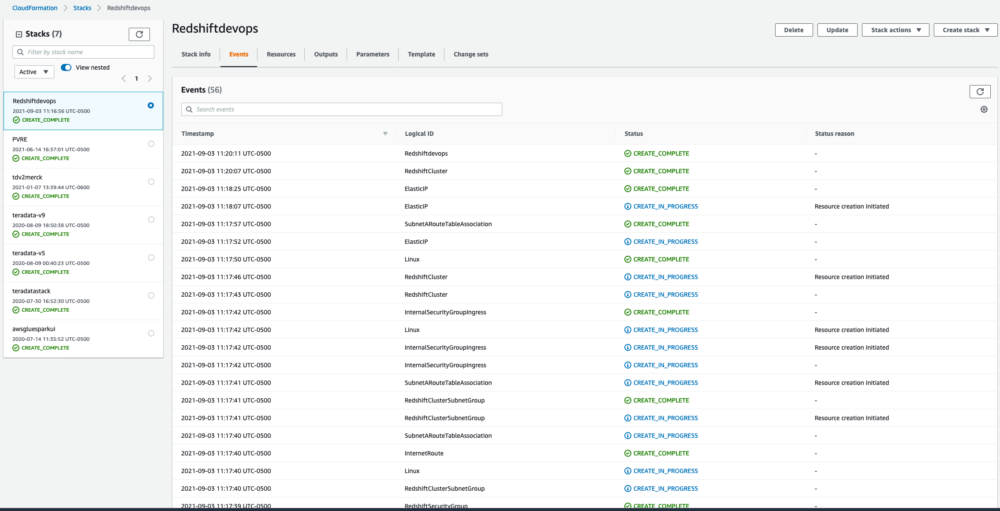 CloudFormation > Stacks > Redshiftdevops
Stacks (7)
Filter by stack name
Active
View nested
1
Redshiftdevops
2021-09-03 11:16:56 UTC-0500
CREATE_COMPLETE
PVRE
2021-06-14 16:37:01 UTC-0500
CREATE_COMPLETE
tdv2merck
2021-01-07 13:39:44 UTC-0600
CREATE_COMPLETE
teradata-v9
2020-08-09 18:50:38 UTC-0500
CREATE_COMPLETE
teradata-v5
2020-08-09 00:40:23 UTC-0500
CREATE_COMPLETE
teradatastack
2020-07-30 16:52:30 UTC-0500
CREATE_COMPLETE
awsgluesparkui
2020-07-14 11:35:52 UTC-0500
CREATE_COMPLETE
Redshiftdevops
Delete Update Stack actions Create stack
Stack info Events Resources Outputs Parameters Template Change sets
Events (56)
Search events
Timestamp Logical ID Status Status reason
2021-09-03 11:20:11 UTC-0500 Redshiftdevops CREATE_COMPLETE -
2021-09-03 11:20:07 UTC-0500 RedshiftCluster CREATE_COMPLETE -
2021-09-03 11:18:25 UTC-0500 ElasticIP CREATE_COMPLETE -
2021-09-03 11:18:07 UTC-0500 ElasticIP CREATE_IN_PROGRESS Resource creation Initiated
2021-09-03 11:17:57 UTC-0500 SubnetARouteTableAssociation CREATE_COMPLETE -
2021-09-03 11:17:52 UTC-0500 ElasticIP CREATE_IN_PROGRESS -
2021-09-03 11:17:50 UTC-0500 Linux CREATE_COMPLETE -
2021-09-03 11:17:46 UTC-0500 RedshiftCluster CREATE_IN_PROGRESS Resource creation Initiated
2021-09-03 11:17:43 UTC-0500 RedshiftCluster CREATE_IN_PROGRESS -
2021-09-03 11:17:42 UTC-0500 InternalSecurityGroupIngress CREATE_COMPLETE -
2021-09-03 11:17:42 UTC-0500 Linux CREATE_IN_PROGRESS Resource creation Initiated
2021-09-03 11:17:42 UTC-0500 InternalSecurityGroupIngress CREATE_IN_PROGRESS Resource creation Initiated
2021-09-03 11:17:42 UTC-0500 InternalSecurityGroupIngress CREATE_IN_PROGRESS -
2021-09-03 11:17:41 UTC-0500 SubnetARouteTableAssociation CREATE_IN_PROGRESS Resource creation Initiated
2021-09-03 11:17:41 UTC-0500 RedshiftClusterSubnetGroup CREATE_COMPLETE -
2021-09-03 11:17:41 UTC-0500 RedshiftClusterSubnetGroup CREATE_IN_PROGRESS Resource creation Initiated
2021-09-03 11:17:40 UTC-0500 SubnetARouteTableAssociation CREATE_IN_PROGRESS -
2021-09-03 11:17:40 UTC-0500 InternetRoute CREATE_COMPLETE -
2021-09-03 11:17:40 UTC-0500 Linux CREATE_IN_PROGRESS -
2021-09-03 11:17:40 UTC-0500 RedshiftClusterSubnetGroup CREATE_IN_PROGRESS -
2021-09-03 11:17:39 UTC-0500 RedshiftSecurityGroup CREATE_COMPLETE -